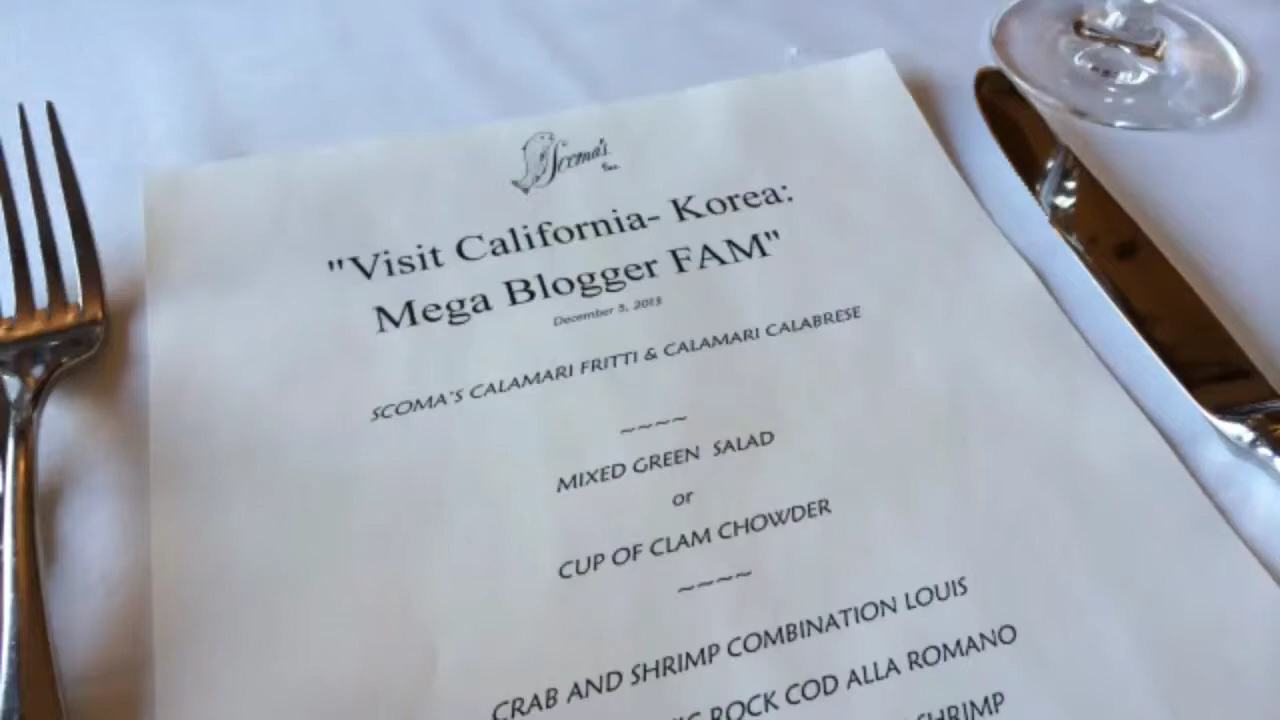 Scoma's
"Visit California- Korea:
Mega Blogger FAM"
December 5, 2013
SCOMA'S CALAMARI FRITTI & CALAMARI CALABRESE
~~~~
MIXED GREEN SALAD
or
CUP OF CLAM CHOWDER
~~~~
CRAB AND SHRIMP COMBINATION LOUIS
ROCK COD ALLA ROMANO
SHRIMP